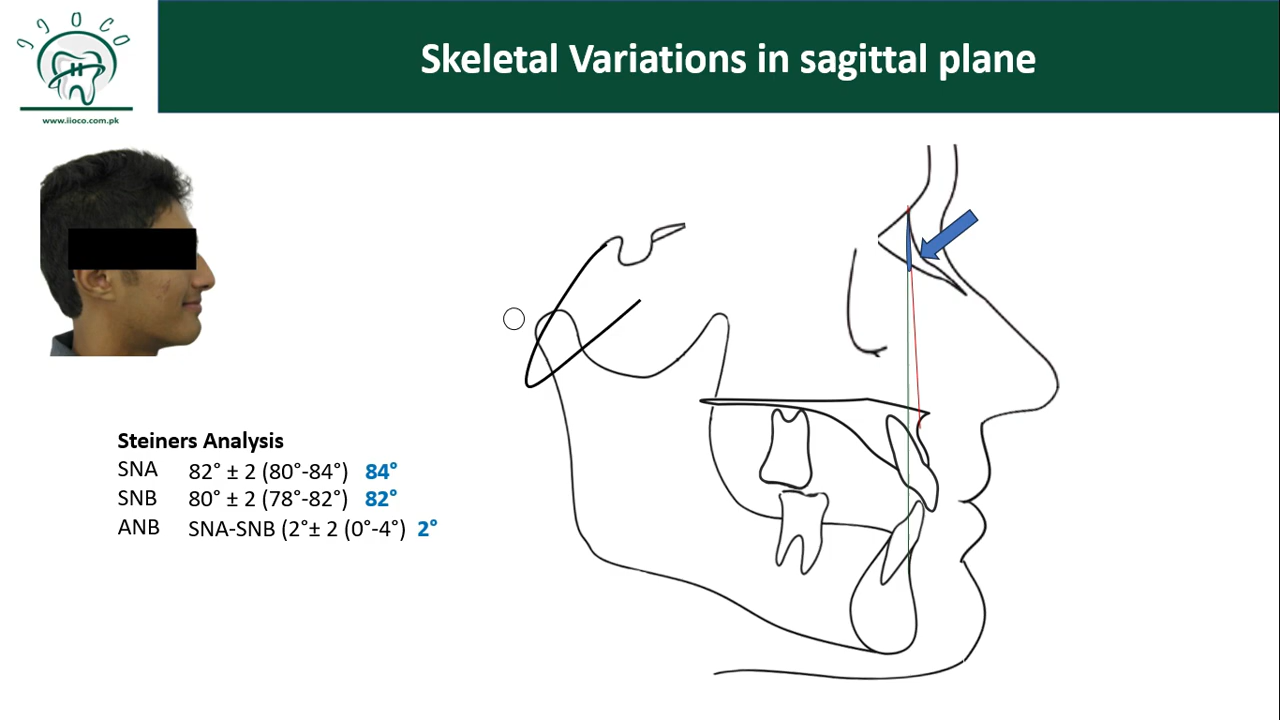 Skeletal Variations in sagittal plane
IJOCO
www.iioco.com.pk
Steiners Analysis
SNA 82° ± 2 (80°-84°) 84°
SNB 80° ± 2 (78°-82°) 82°
ANB SNA-SNB (2°± 2 (0°-4°) 2°